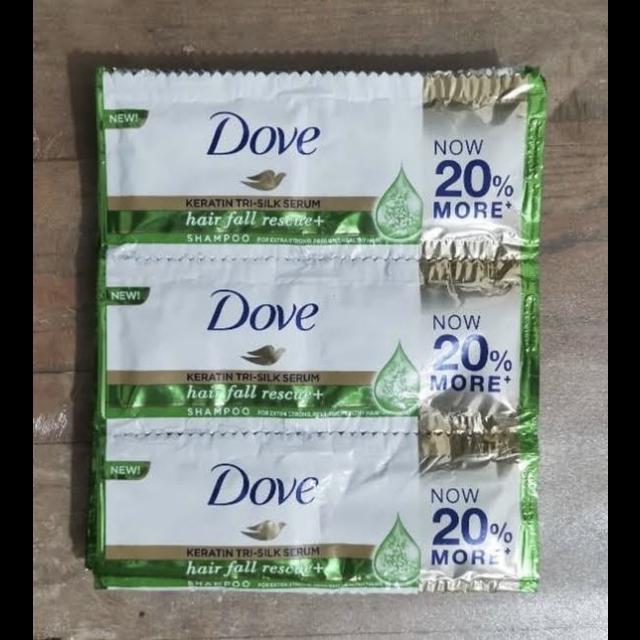 NEW!
Dove
NOW
20%
MORE+
KERATIN TRI-SILK SERUM
hair fall rescue+
SHAMPOO
NEW!
Dove
NOW
20%
MORE+
KERATIN TRI-SILK SERUM
hair fall rescue+
SHAMPOO
NEW!
Dove
NOW
20%
MORE+
KERATIN TRI-SILK SERUM
hair fall rescue+
SHAMPOO